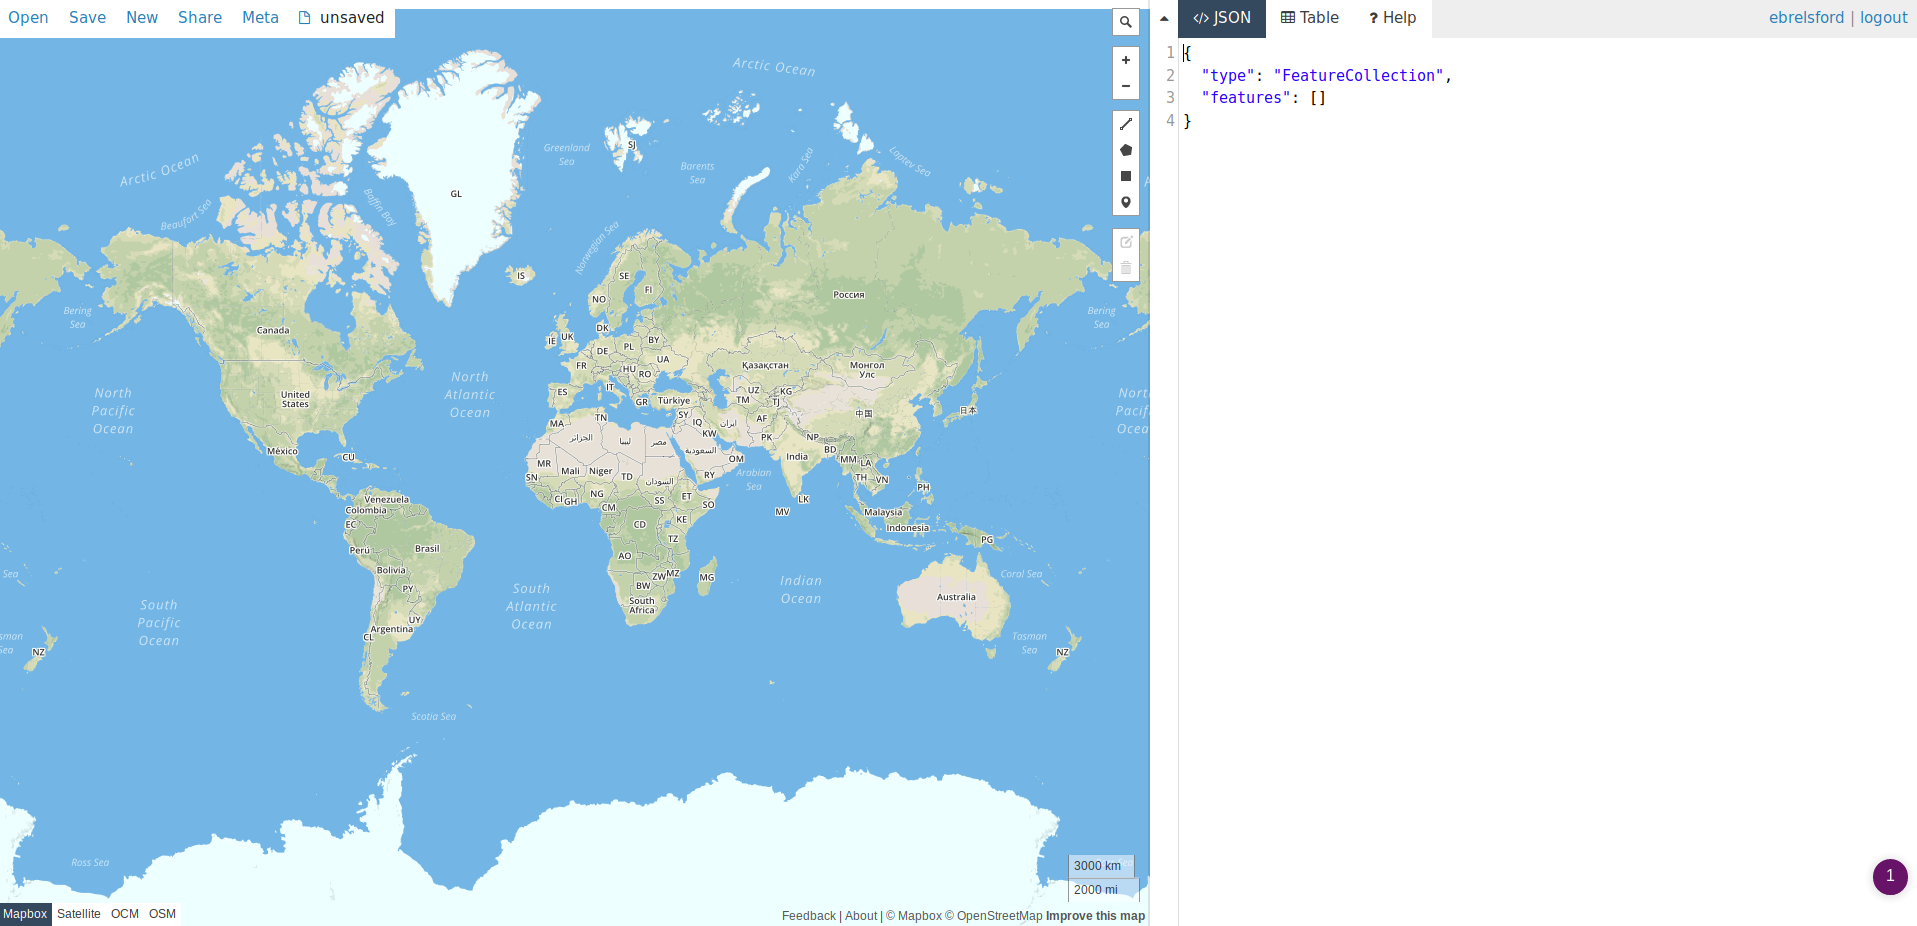 Open Save New Share Meta unsaved
</> JSON Table ? Help
ebrelsford | logout
1 {
2 "type": "FeatureCollection",
3 "features": []
4 }
Arctic Ocean
Arctic Ocean
Greenland
Sea
SJ
Barents
Sea
Kara Sea
Laptev Sea
GL
Baffin Bay
Beaufort Sea
Norwegian Sea
IS
SE
FI
NO
Россия
Bering
Sea
Bering
Sea
Canada
DK
IE
UK
PL
BY
DE
UA
FR
HU
RO
Қазақстан
Монгол
Улс
North
Pacific
Ocean
North
Atlantic
Ocean
United
States
ES
IT
GR
Türkiye
UZ
KG
TM
TJ
North
Pacif
Ocea
中国
日本
MA
TN
SY
IQ
ایران
AF
KW
PK
NP
الجزائر
ليبيا
مصر
السعودية
México
CU
MR
Mali
Niger
TD
السودان
OM
RY
Arabian
Sea
India
BD
MM
LA
TH
VN
PH
SN
CI
GH
NG
CM
SS
ET
SO
LK
MV
Venezuela
Colombia
EC
CD
KE
TZ
Malaysia
Indonesia
PG
Perú
Brasil
Bolivia
PY
AO
ZW
MZ
BW
MG
South
Africa
Sea
South
Pacific
Ocean
South
Atlantic
Ocean
Indian
Ocean
Coral Sea
Australia
UY
Argentina
CL
sman
Sea
NZ
Tasman
Sea
NZ
Scotia Sea
Ross Sea
3000 km
2000 mi
1
Mapbox Satellite OCM OSM
Feedback | About | © Mapbox © OpenStreetMap Improve this map